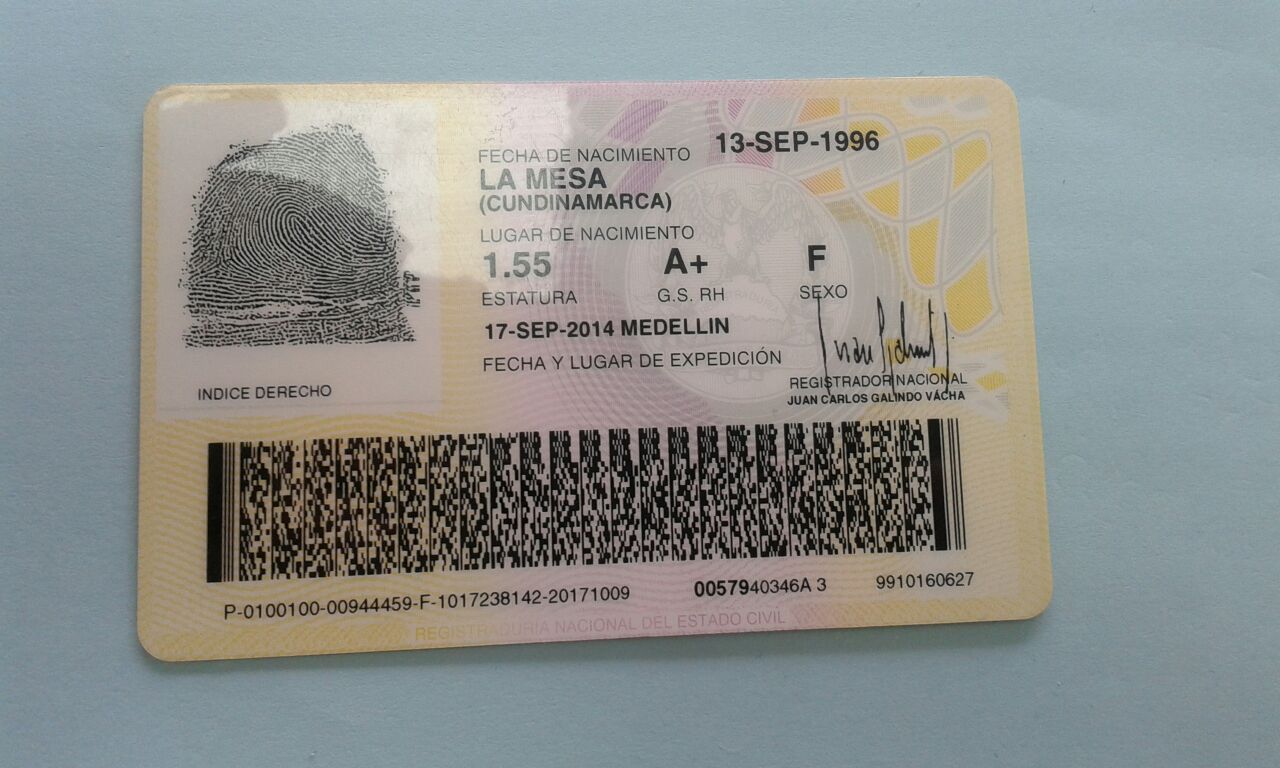 FECHA DE NACIMIENTO 13-SEP-1996
LA MESA
(CUNDINAMARCA)
LUGAR DE NACIMIENTO
1.55 A+ F
ESTATURA G.S. RH SEXO
17-SEP-2014 MEDELLIN
FECHA Y LUGAR DE EXPEDICIÓN
INDICE DERECHO
REGISTRADOR NACIONAL
JUAN CARLOS GALINDO VÁCHA
P-0100100-00944459-F-1017238142-20171009 0057940346A 3 9910160627
REGISTRADURIA NACIONAL DEL ESTADO CIVIL